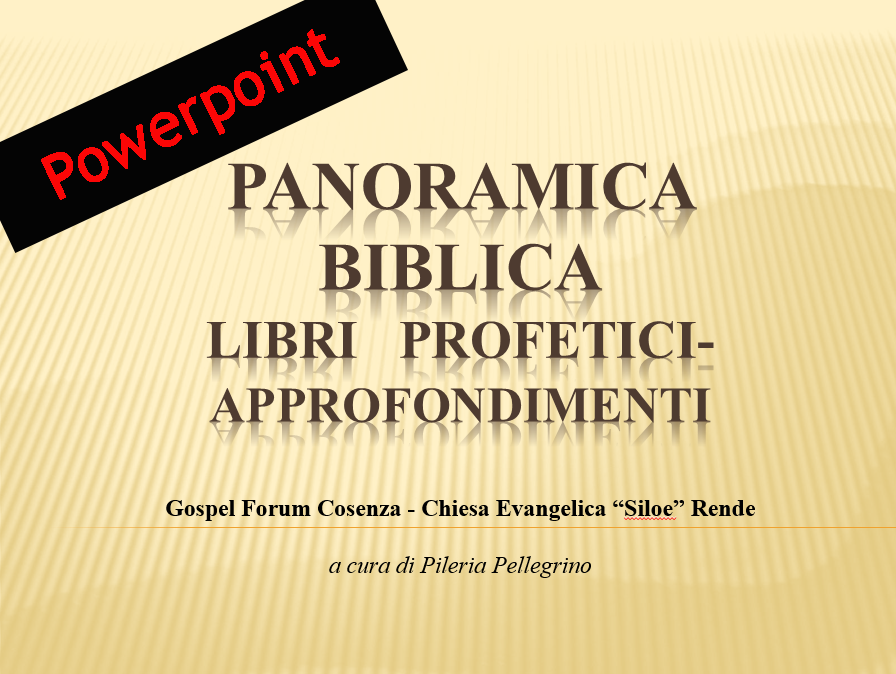 Powerpoint
PANORAMICA
BIBLICA
LIBRI PROFETICI-
APPROFONDIMENTI
Gospel Forum Cosenza - Chiesa Evangelica “Siloe” Rende
a cura di Pileria Pellegrino